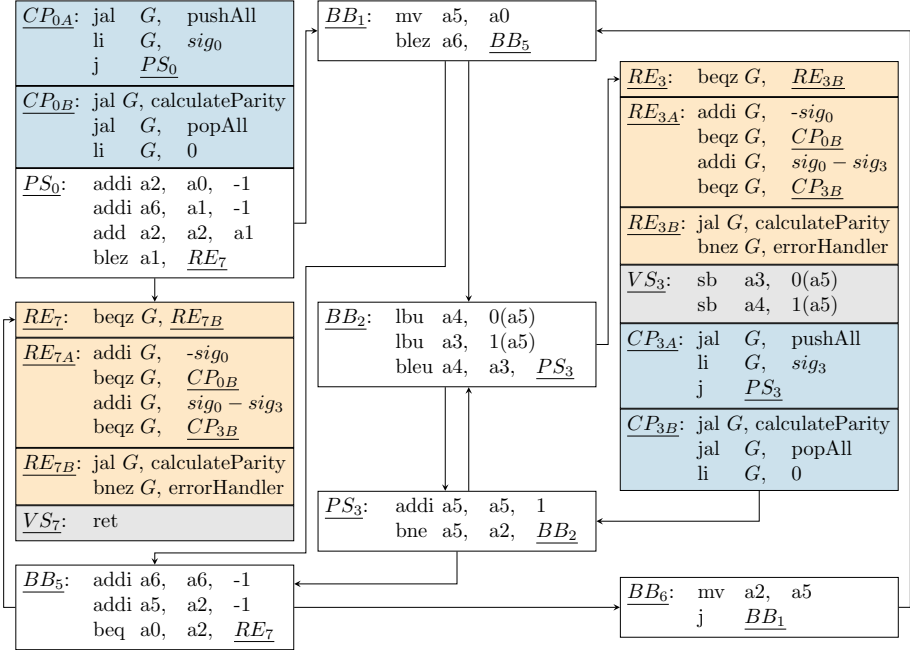 CP0A: jal G, pushAll
li G, sig0
j PS0
CP0B: jal G, calculateParity
jal G, popAll
li G, 0
PS0: addi a2, a0, -1
addi a6, a1, -1
add a2, a2, a1
blez a1, RE7
RE7: beqz G, RE7B
RE7A: addi G, -sig0
beqz G, CP0B
addi G, sig0 − sig3
beqz G, CP3B
RE7B: jal G, calculateParity
bnez G, errorHandler
VS7: ret
BB5: addi a6, a6, -1
addi a5, a2, -1
beq a0, a2, RE7
BB1: mv a5, a0
blez a6, BB5
BB2: lbu a4, 0(a5)
lbu a3, 1(a5)
bleu a4, a3, PS3
PS3: addi a5, a5, 1
bne a5, a2, BB2
RE3: beqz G, RE3B
RE3A: addi G, -sig0
beqz G, CP0B
addi G, sig0 − sig3
beqz G, CP3B
RE3B: jal G, calculateParity
bnez G, errorHandler
VS3: sb a3, 0(a5)
sb a4, 1(a5)
CP3A: jal G, pushAll
li G, sig3
j PS3
CP3B: jal G, calculateParity
jal G, popAll
li G, 0
BB6: mv a2, a5
j BB1